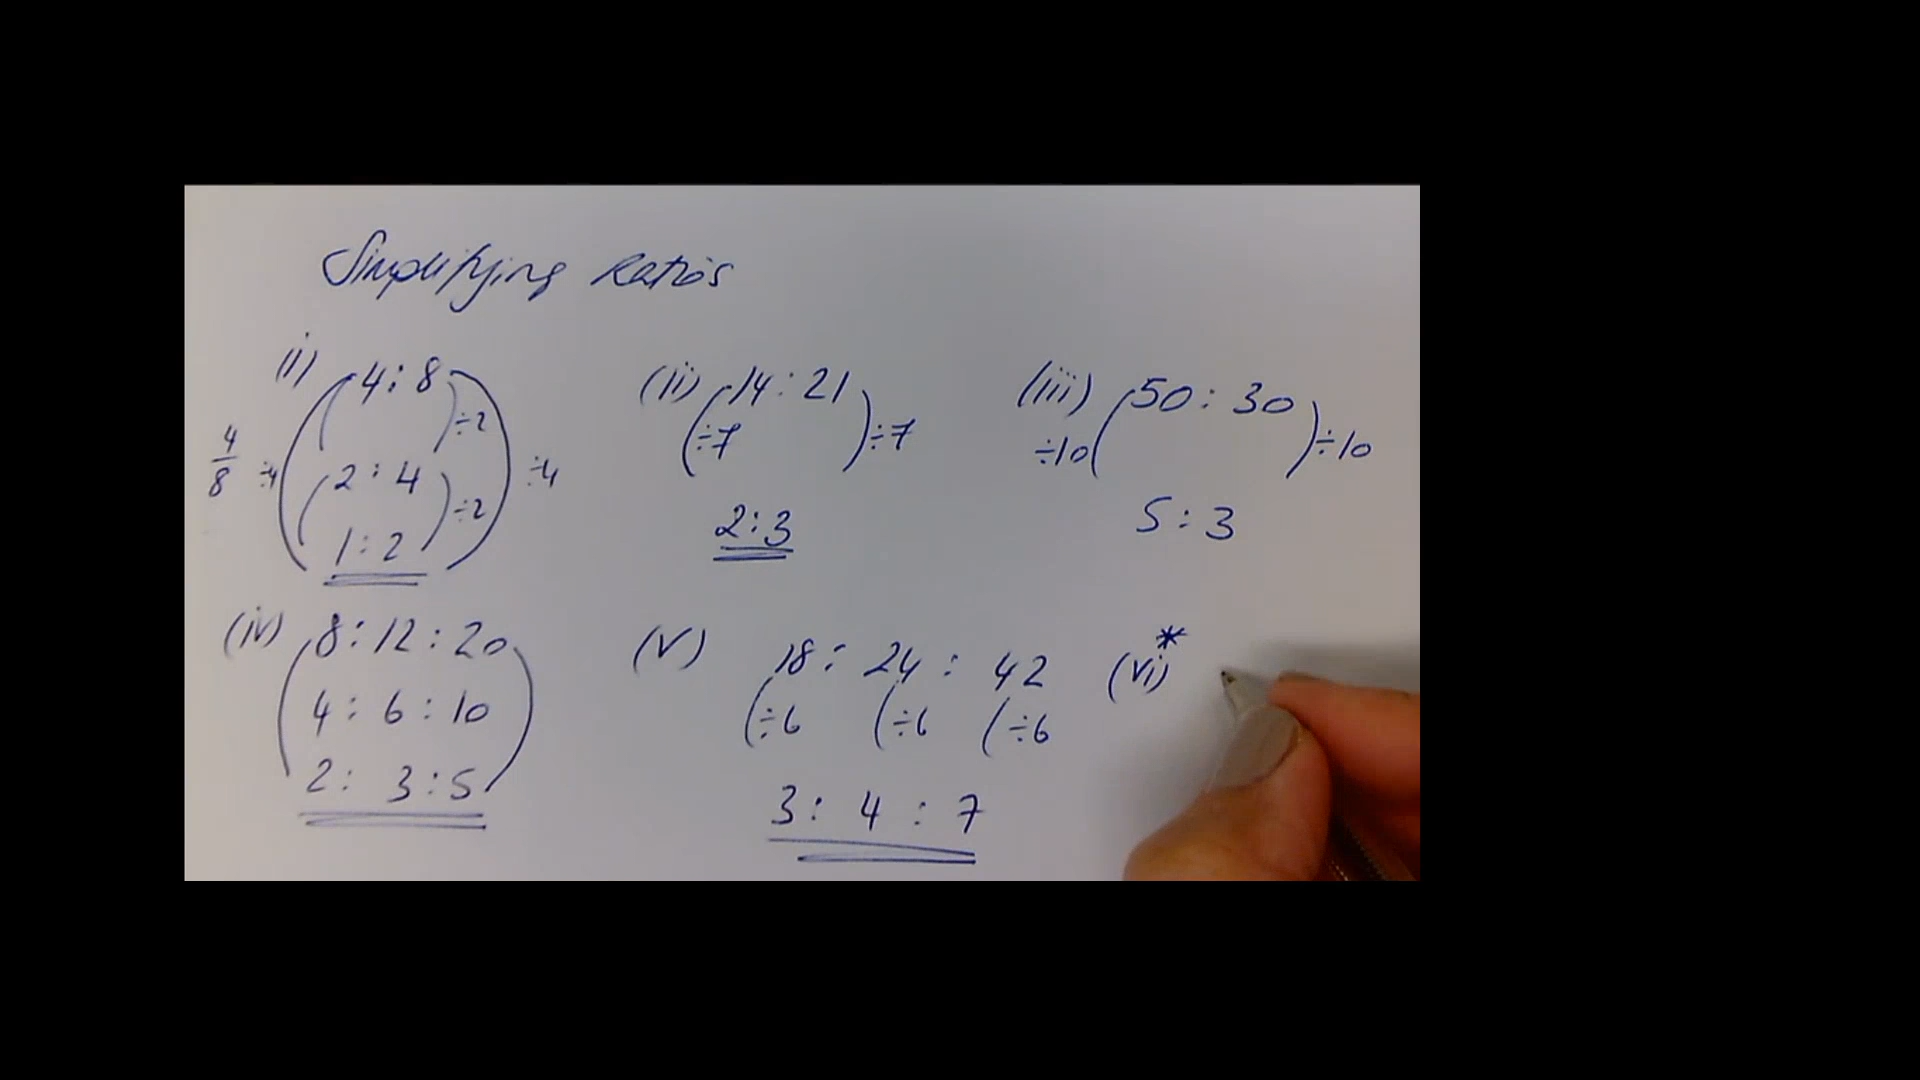 Simplifying Ratios
(i) 4 : 8
÷2
4/8 ÷4 2 : 4 ÷4
÷2
1 : 2
(ii) 14 : 21
÷7 ÷7
2 : 3
(iii) 50 : 30
÷10 ÷10
5 : 3
(iv) 8 : 12 : 20
4 : 6 : 10
2 : 3 : 5
(v) 18 : 24 : 42
÷6 ÷6 ÷6
3 : 4 : 7
(vi)*